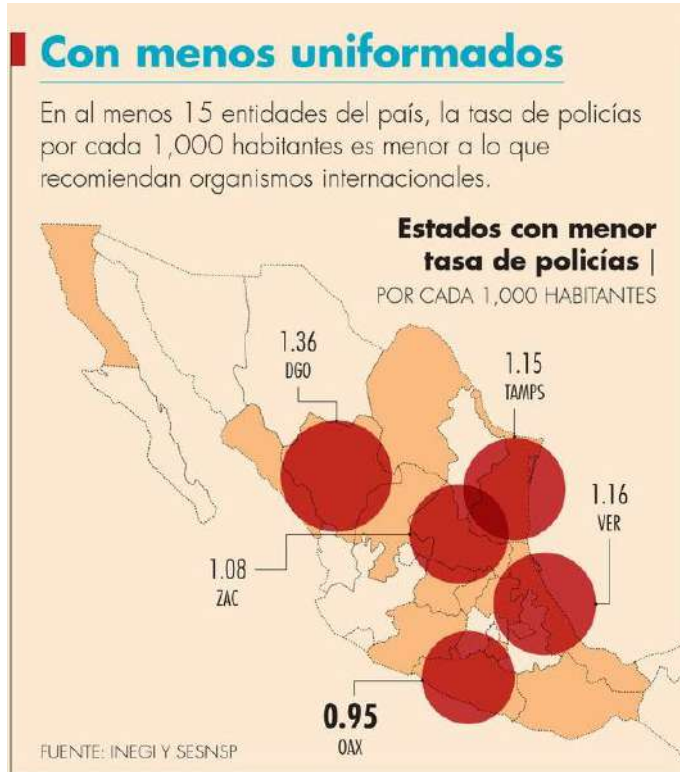 Con menos uniformados
En al menos 15 entidades del país, la tasa de policías
por cada 1,000 habitantes es menor a lo que
recomiendan organismos internacionales.
Estados con menor
tasa de policías |
POR CADA 1,000 HABITANTES
1.36
DGO
1.15
TAMPS
1.16
VER
1.08
ZAC
0.95
OAX
FUENTE: INEGI Y SESNSP